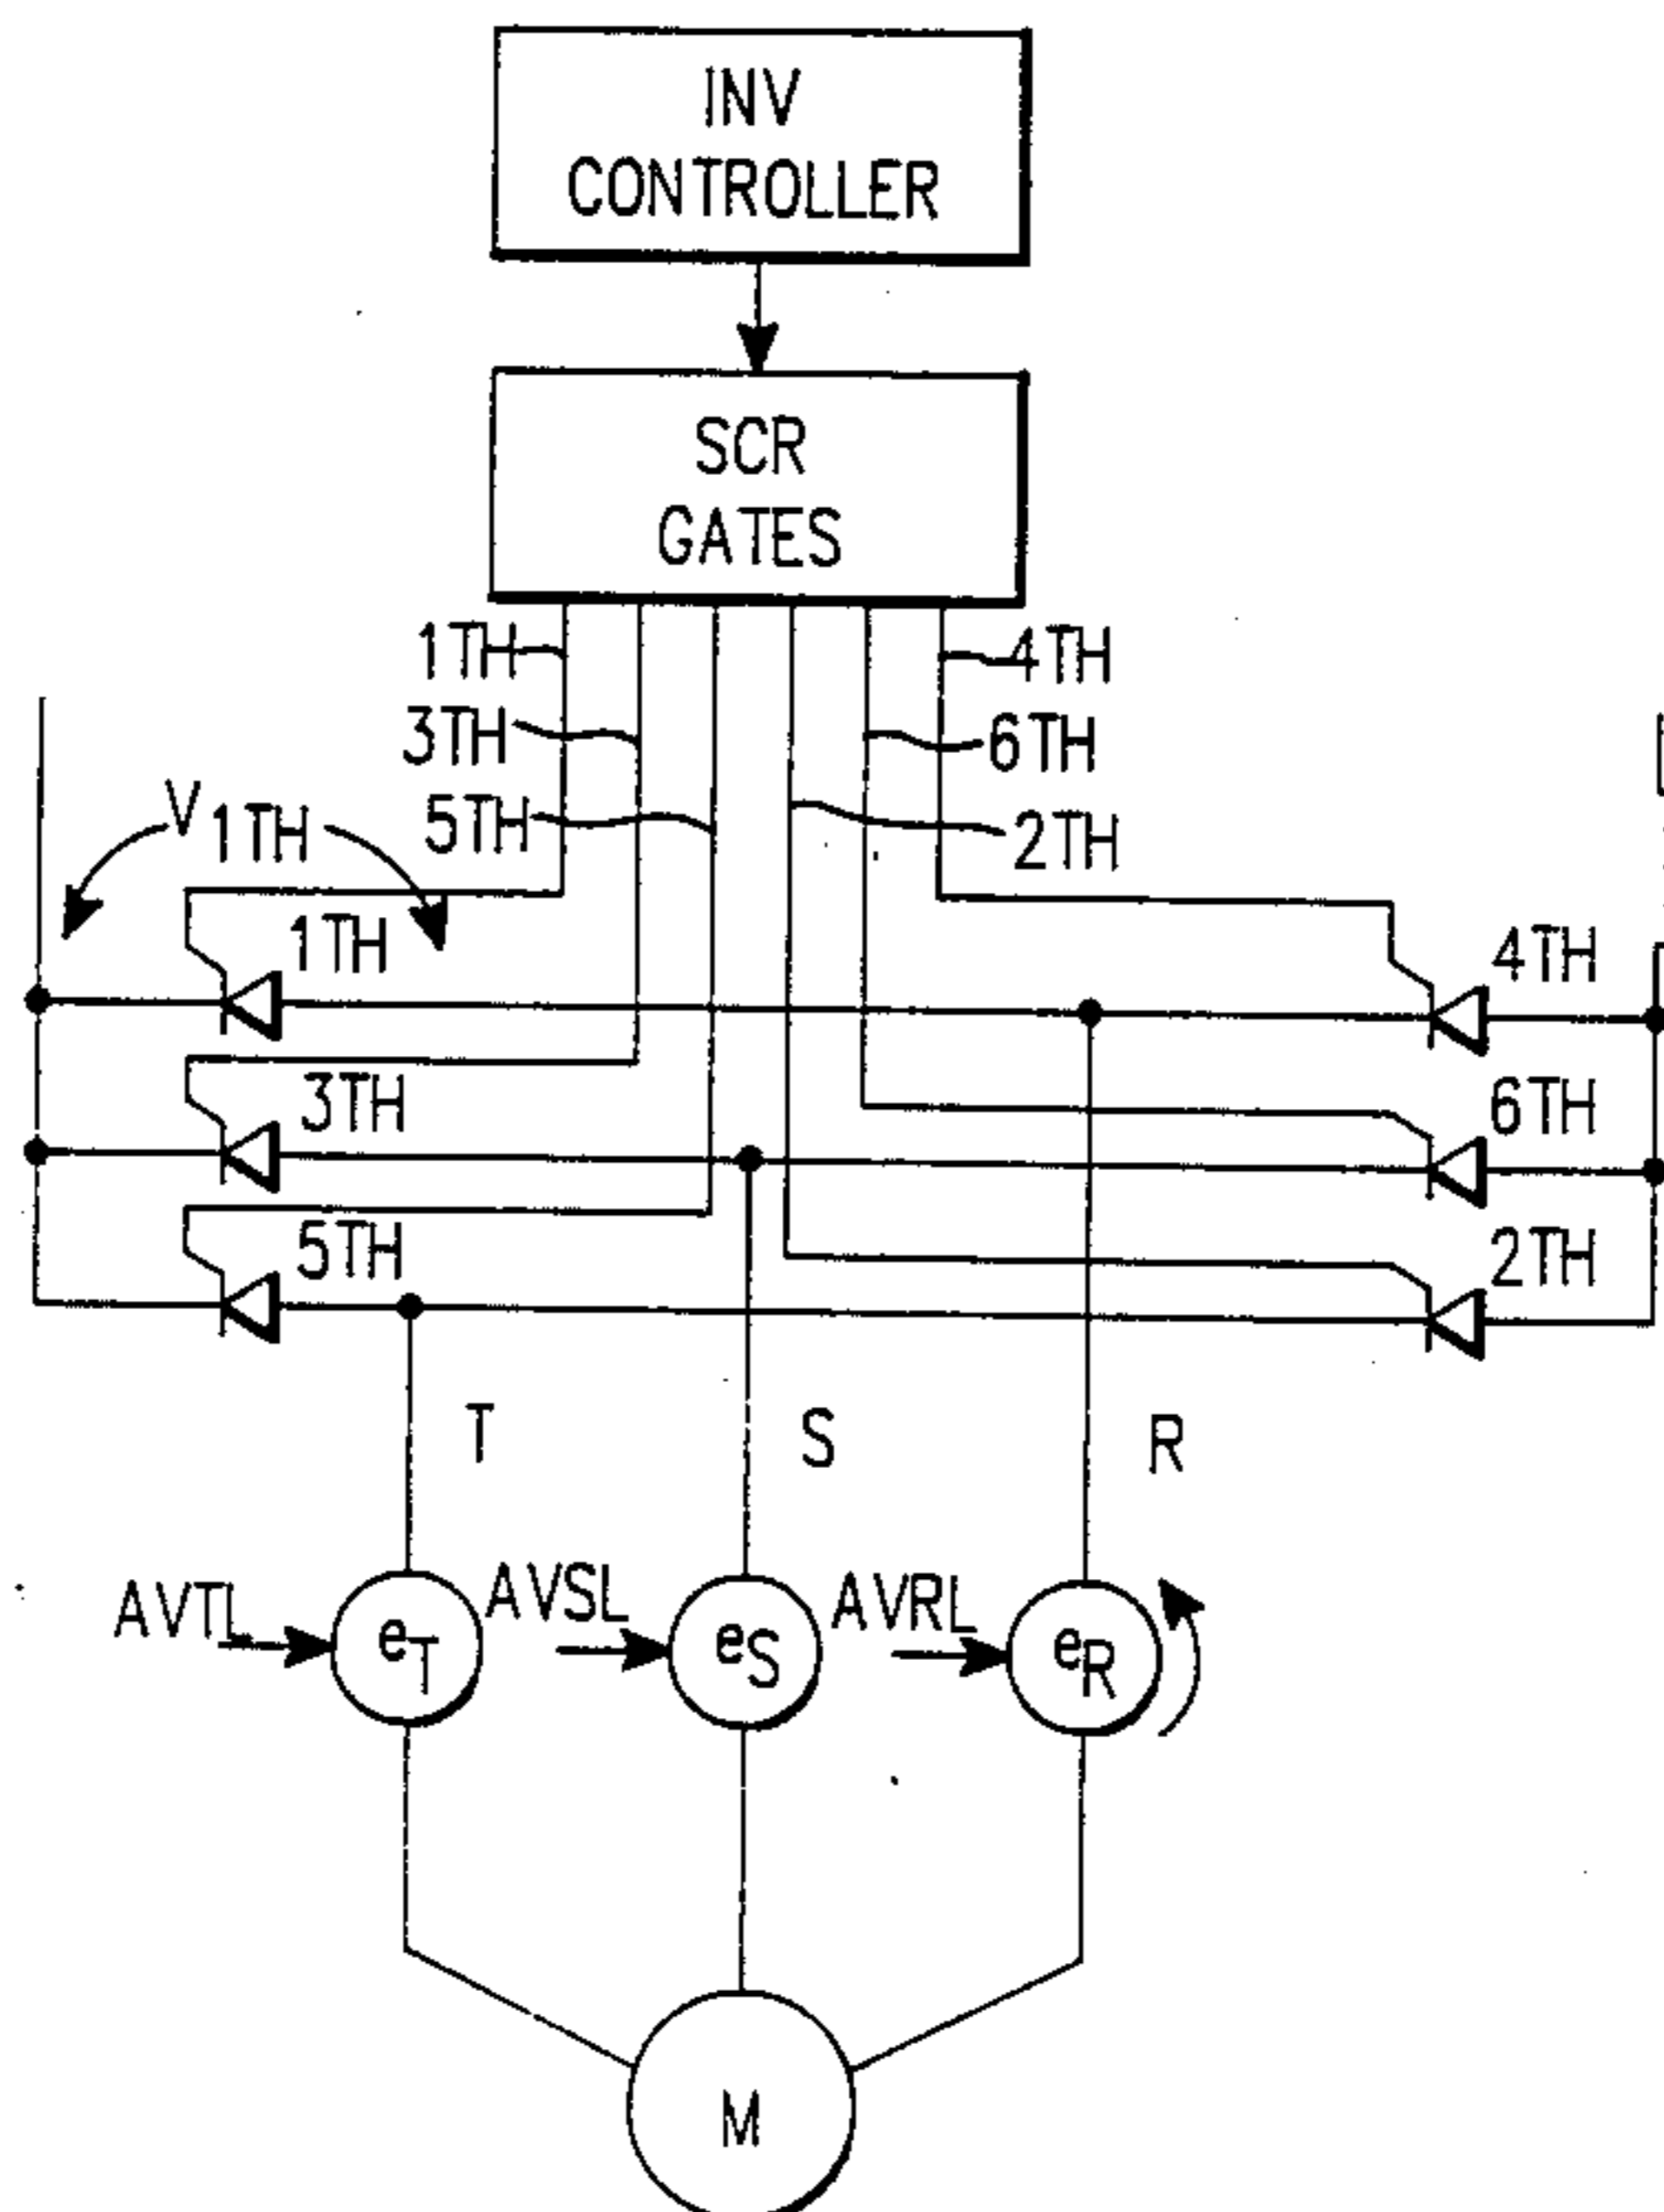 INV
CONTROLLER
SCR
GATES
1TH
4TH
3TH
6TH
5TH
2TH
V 1TH
1TH
4TH
3TH
6TH
5TH
2TH
T
S
R
AVTL
eT
AVSL
eS
AVRL
eR
M